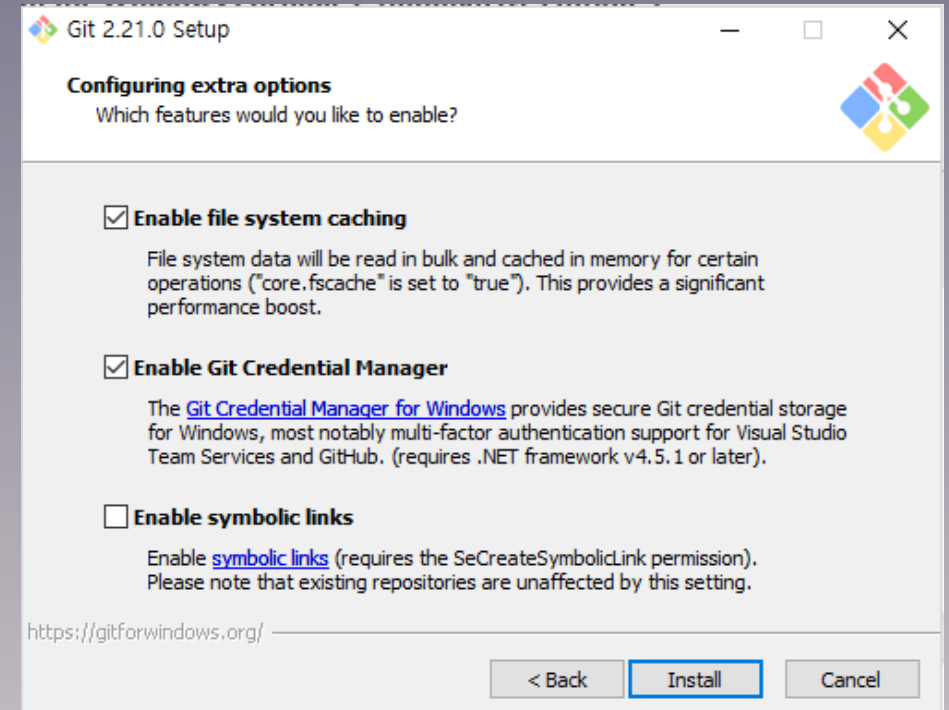 Git 2.21.0 Setup
Configuring extra options
Which features would you like to enable?
Enable file system caching
File system data will be read in bulk and cached in memory for certain
operations ("core.fscache" is set to "true"). This provides a significant
performance boost.
Enable Git Credential Manager
The Git Credential Manager for Windows provides secure Git credential storage
for Windows, most notably multi-factor authentication support for Visual Studio
Team Services and GitHub. (requires .NET framework v4.5.1 or later).
Enable symbolic links
Enable symbolic links (requires the SeCreateSymbolicLink permission).
Please note that existing repositories are unaffected by this setting.
https://gitforwindows.org/
< Back Install Cancel